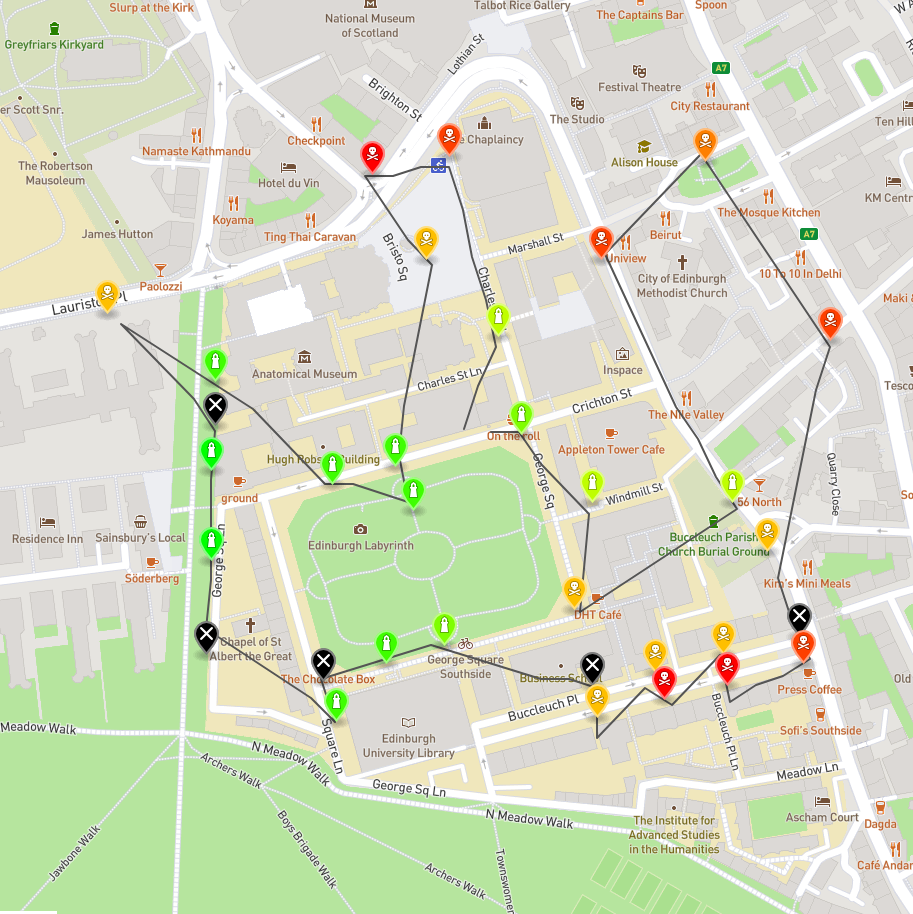 Slurp at the Kirk
National Museum
of Scotland
Talbot Rice Gallery
The Captains Bar
Spoon
Greyfriars Kirkyard
Lothian St
A7
Festival Theatre
City Restaurant
er Scott Snr.
Brighton St
The Studio
Ten Hill
Namaste Kathmandu
Checkpoint
e Chaplaincy
Alison House
The Robertson
Mausoleum
Hotel du Vin
KM Centr
Koyama
The Mosque Kitchen
James Hutton
Ting Thai Caravan
Beirut
A7
Bristo Sq
Marshall St
Uniview
Paolozzi
City of Edinburgh
Methodist Church
10 To 10 In Delhi
Lauriston Pl
Charles
Maki &
Anatomical Museum
Inspace
Charles St Ln
Tesco
Crichton St
The Nile Valley
On the roll
Hugh Robson Building
Appleton Tower Cafe
George Sq
Quarry Close
ground
Windmill St
56 North
So
Residence Inn
Sainsbury's Local
Edinburgh Labyrinth
Buccleuch Parish
Church Burial Ground
George Sq Ln
Söderberg
Kim's Mini Meals
DHT Café
Chapel of St
Albert the Great
George Square
Southside
The Chocolate Box
Business School
Old
Press Coffee
Buccleuch Pl
Buccleuch Pl Ln
Meadow Walk
Edinburgh
University Library
Sofi's Southside
Square Ln
N Meadow Walk
Archers Walk
George Sq Ln
Meadow Ln
N Meadow Walk
The Institute for
Advanced Studies
in the Humanities
Ascham Court
Dagda
Jawbone Walk
Boys Brigade Walk
Archers Walk
Townswomen
Café Andar